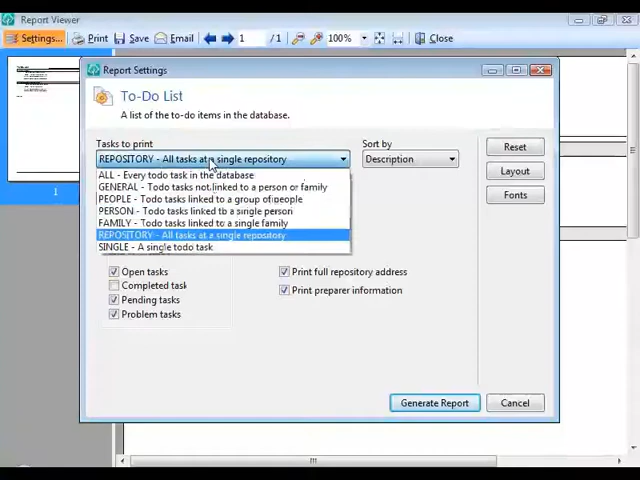 Report Viewer
Settings... Print Save Email 1 / 1 100% Close
Report Settings
To-Do List
A list of the to-do items in the database.
Tasks to print
Sort by
REPOSITORY - All tasks at a single repository
Description
Reset
Layout
Fonts
ALL - Every todo task in the database
GENERAL - Todo tasks not linked to a person or family
PEOPLE - Todo tasks linked to a group of people
PERSON - Todo tasks linked to a single person
FAMILY - Todo tasks linked to a single family
REPOSITORY - All tasks at a single repository
SINGLE - A single todo task
Open tasks
Completed task
Pending tasks
Problem tasks
Print full repository address
Print preparer information
1
Generate Report
Cancel